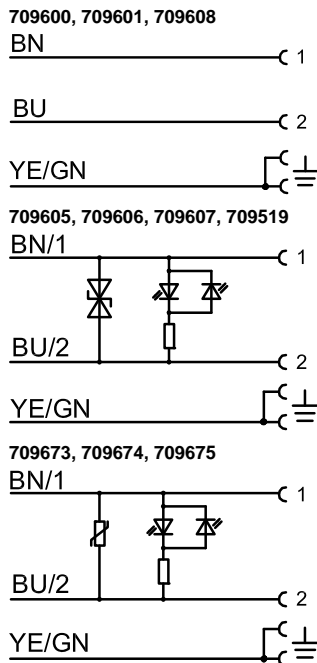 709600, 709601, 709608
BN 1
BU 2
YE/GN
709605, 709606, 709607, 709519
BN/1 1
BU/2 2
YE/GN
709673, 709674, 709675
BN/1 1
BU/2 2
YE/GN